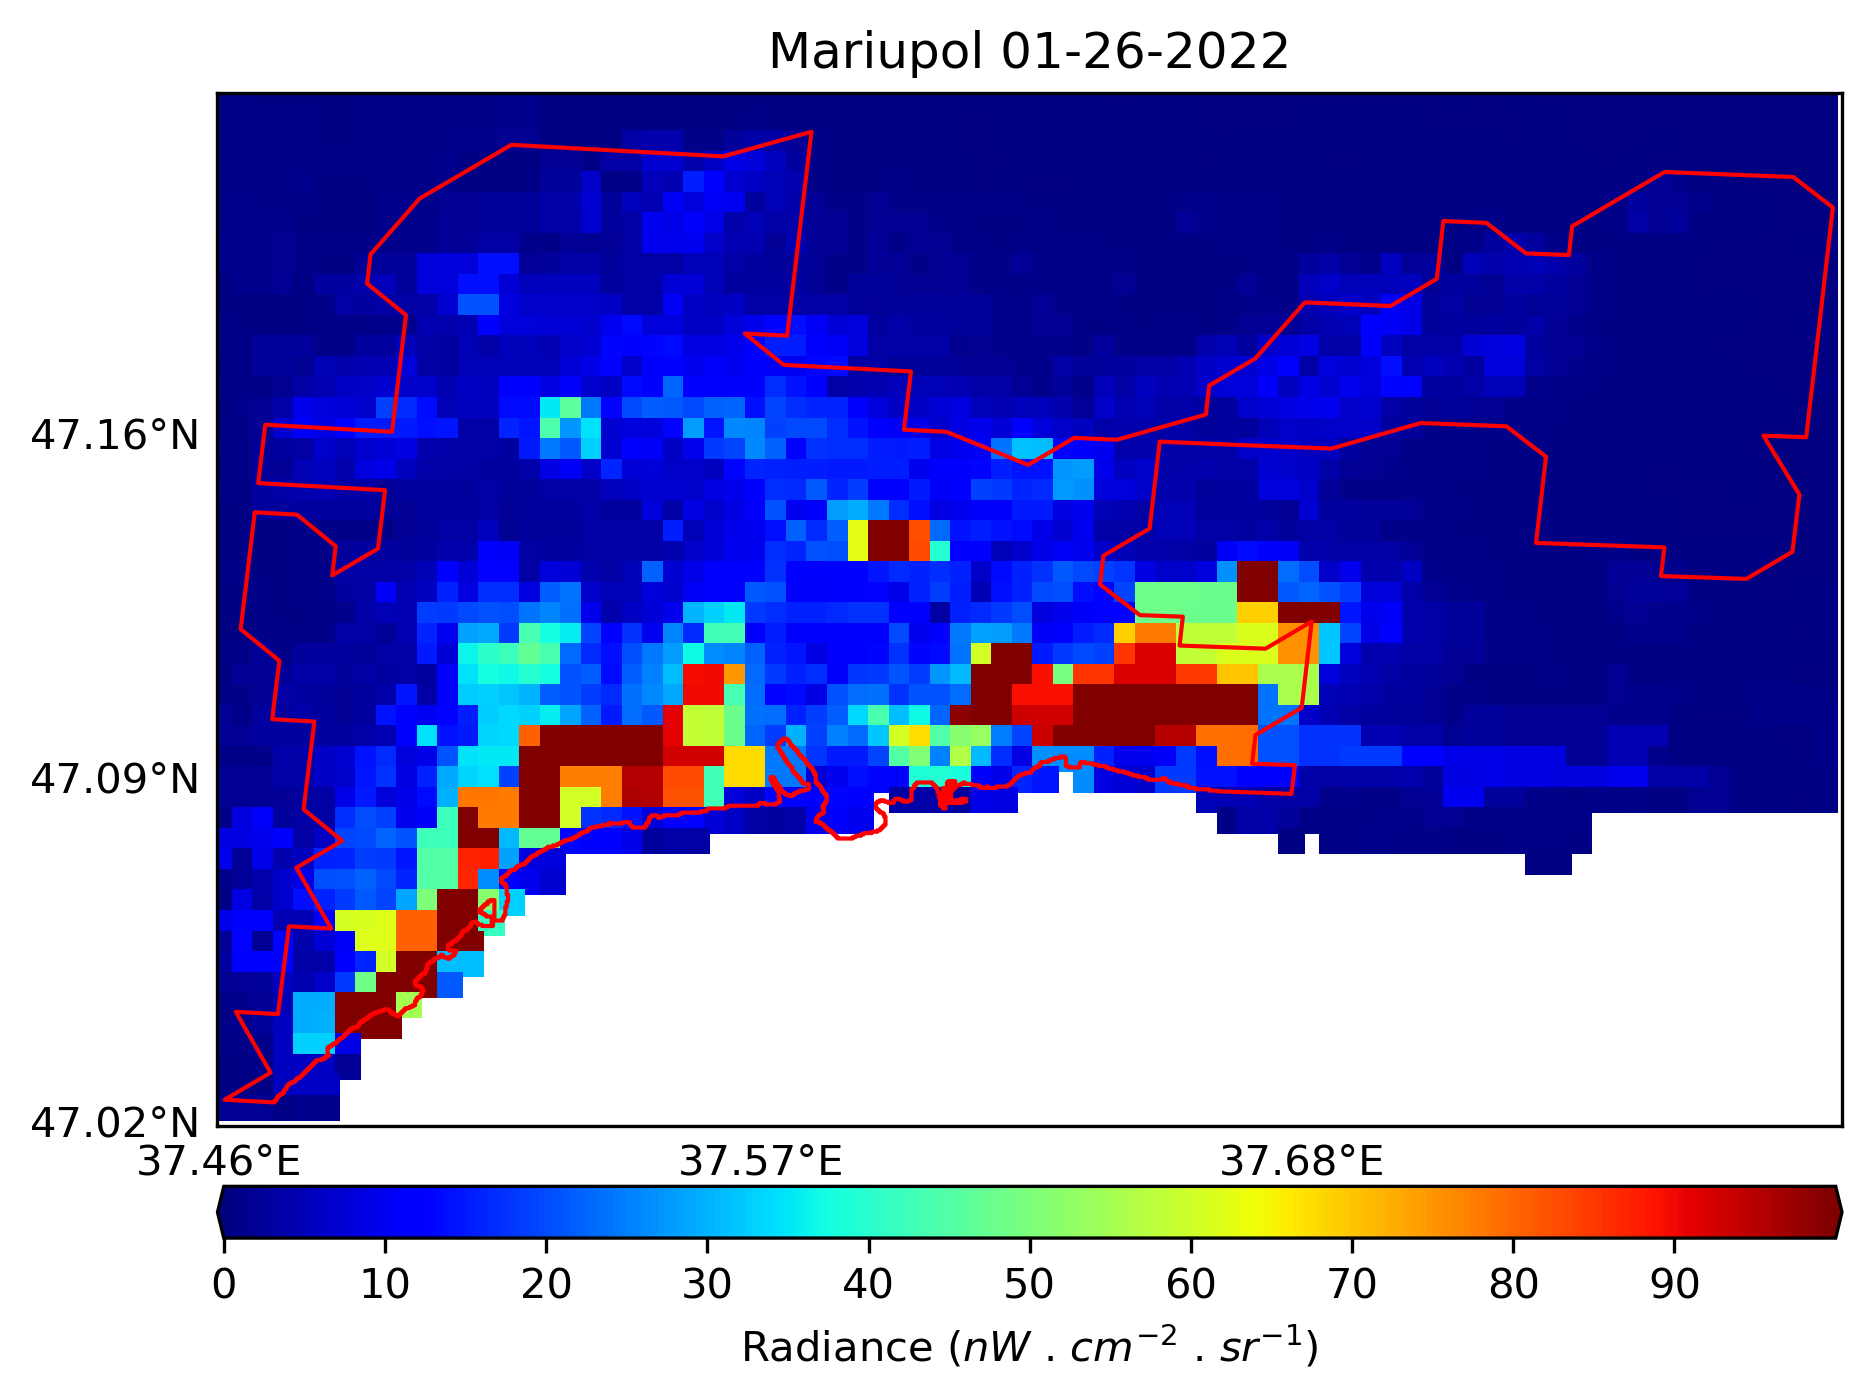 Mariupol 01-26-2022
47.16°N
47.09°N
47.02°N
37.46°E 37.57°E 37.68°E
0 10 20 30 40 50 60 70 80 90
Radiance (nW . cm⁻² . sr⁻¹)